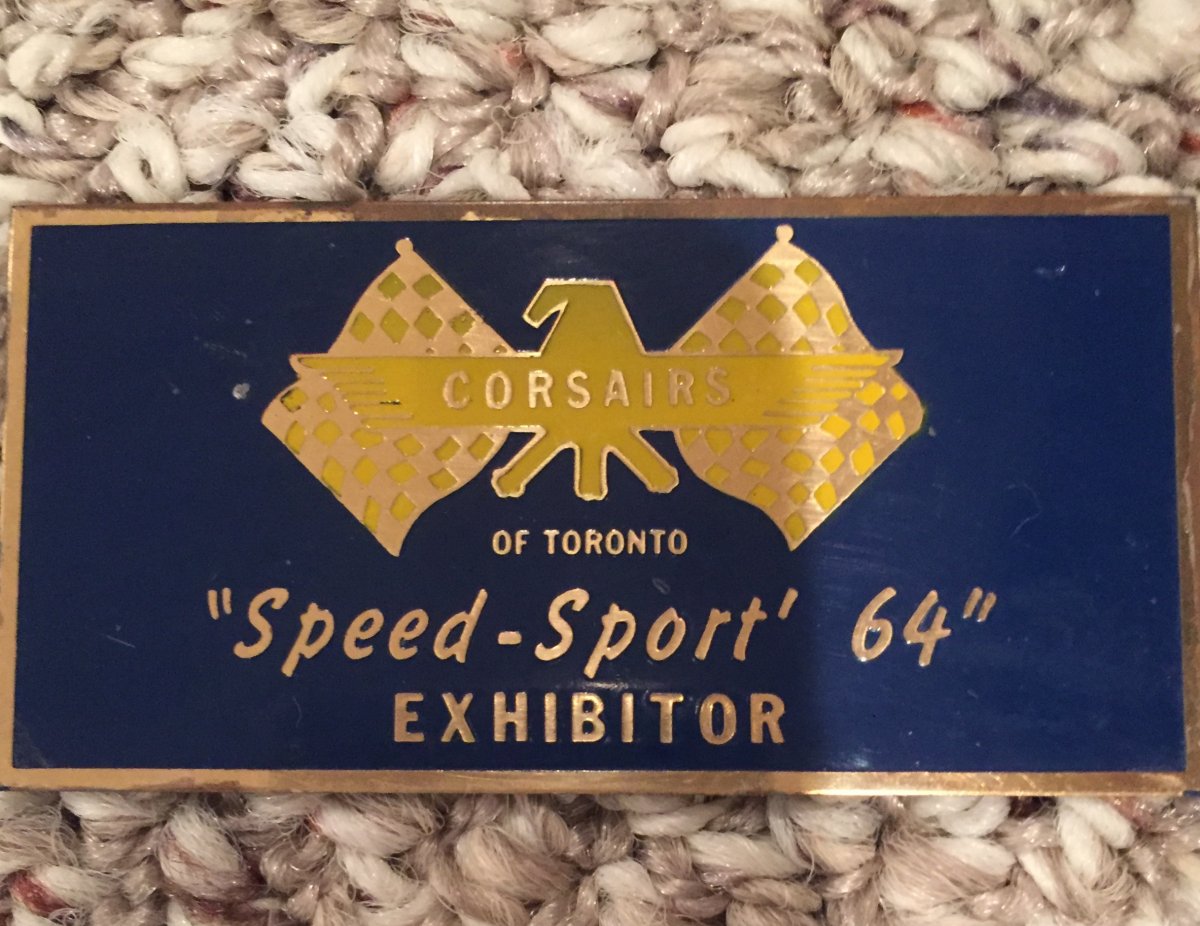 CORSAIRS
OF TORONTO
"Speed-Sport' 64"
EXHIBITOR